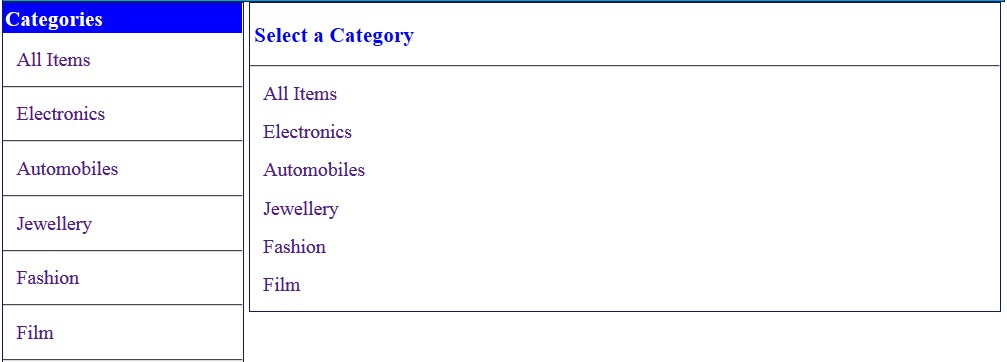 Categories
All Items
Electronics
Automobiles
Jewellery
Fashion
Film
Select a Category
All Items
Electronics
Automobiles
Jewellery
Fashion
Film